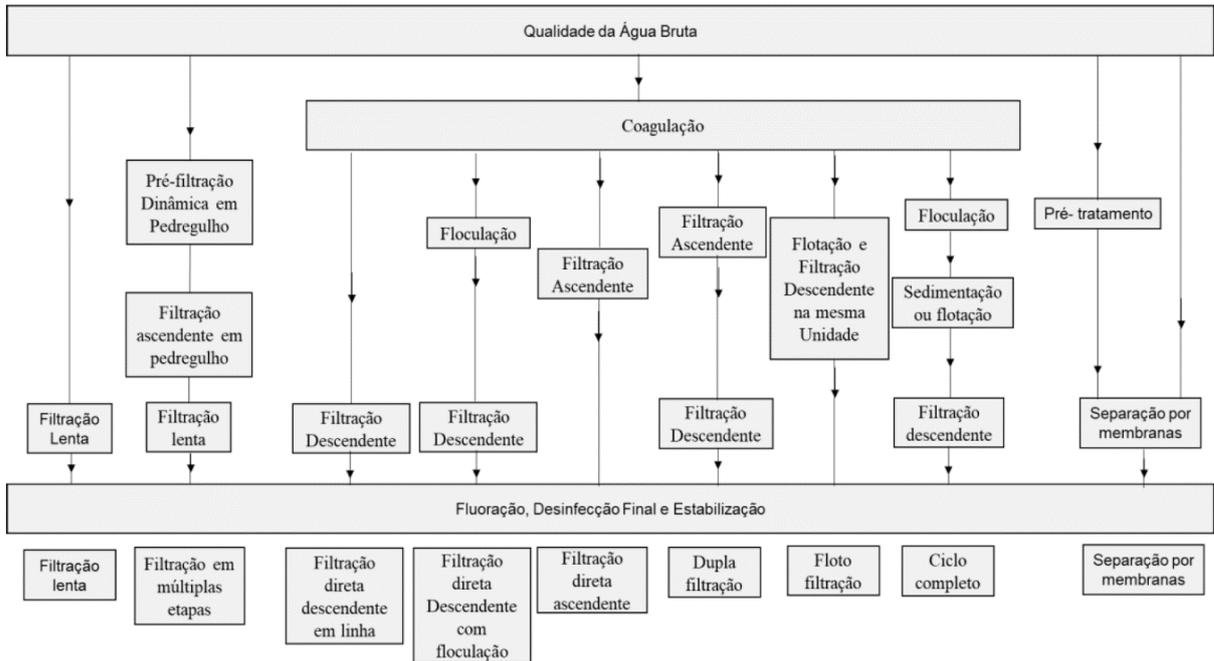 Qualidade da Água Bruta
Coagulação
Pré-filtração
Dinâmica em
Pedregulho
Filtração
ascendente em
pedregulho
Filtração
Lenta
Filtração
lenta
Filtração
Descendente
Floculação
Filtração
Descendente
Filtração
Ascendente
Filtração
Ascendente
Filtração
Descendente
Flotação e
Filtração
Descendente
na mesma
Unidade
Floculação
Sedimentação
ou flotação
Filtração
descendente
Pré- tratamento
Separação por
membranas
Fluoração, Desinfecção Final e Estabilização
Filtração
lenta
Filtração em
múltiplas
etapas
Filtração
direta
descendente
em linha
Filtração
direta
Descendente
com
floculação
Filtração
direta
ascendente
Dupla
filtração
Floto
filtração
Ciclo
completo
Separação por
membranas